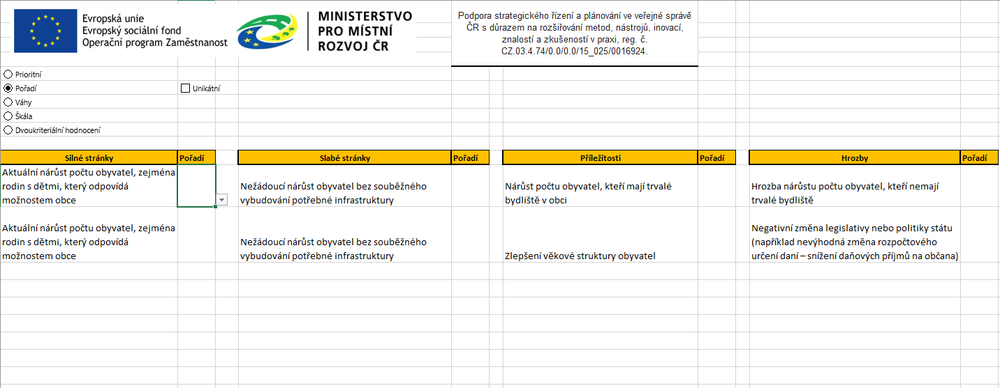 Evropská unie
Evropský sociální fond
Operační program Zaměstnanost
MINISTERSTVO
PRO MÍSTNÍ
ROZVOJ ČR
Podpora strategického řízení a plánování ve veřejné správě
ČR s důrazem na rozšiřování metod, nástrojů, inovací,
znalostí a zkušeností v praxi, reg. č.
CZ.03.4.74/0.0/0.0/15_025/0016924.
Prioritní
Pořadí
Unikátní
Váhy
Škála
Dvoukriteriální hodnocení
Silné stránky
Pořadí
Slabé stránky
Pořadí
Příležitosti
Pořadí
Hrozby
Pořadí
Aktuální nárůst počtu obyvatel, zejména
rodin s dětmi, který odpovídá
možnostem obce
Nežádoucí nárůst obyvatel bez souběžného
vybudování potřebné infrastruktury
Nárůst počtu obyvatel, kteří mají trvalé
bydliště v obci
Hrozba nárůstu počtu obyvatel, kteří nemají
trvalé bydliště
Aktuální nárůst počtu obyvatel, zejména
rodin s dětmi, který odpovídá
možnostem obce
Nežádoucí nárůst obyvatel bez souběžného
vybudování potřebné infrastruktury
Zlepšení věkové struktury obyvatel
Negativní změna legislativy nebo politiky státu
(například nevýhodná změna rozpočtového
určení daní – snížení daňových příjmů na občana)